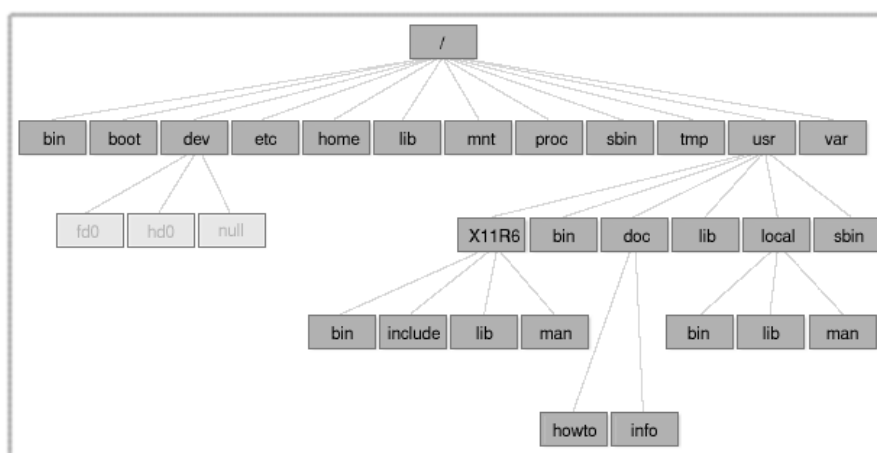 /
bin boot dev etc home lib mnt proc sbin tmp usr var
fd0 hd0 null X11R6 bin doc lib local sbin
bin include lib man bin lib man
howto info